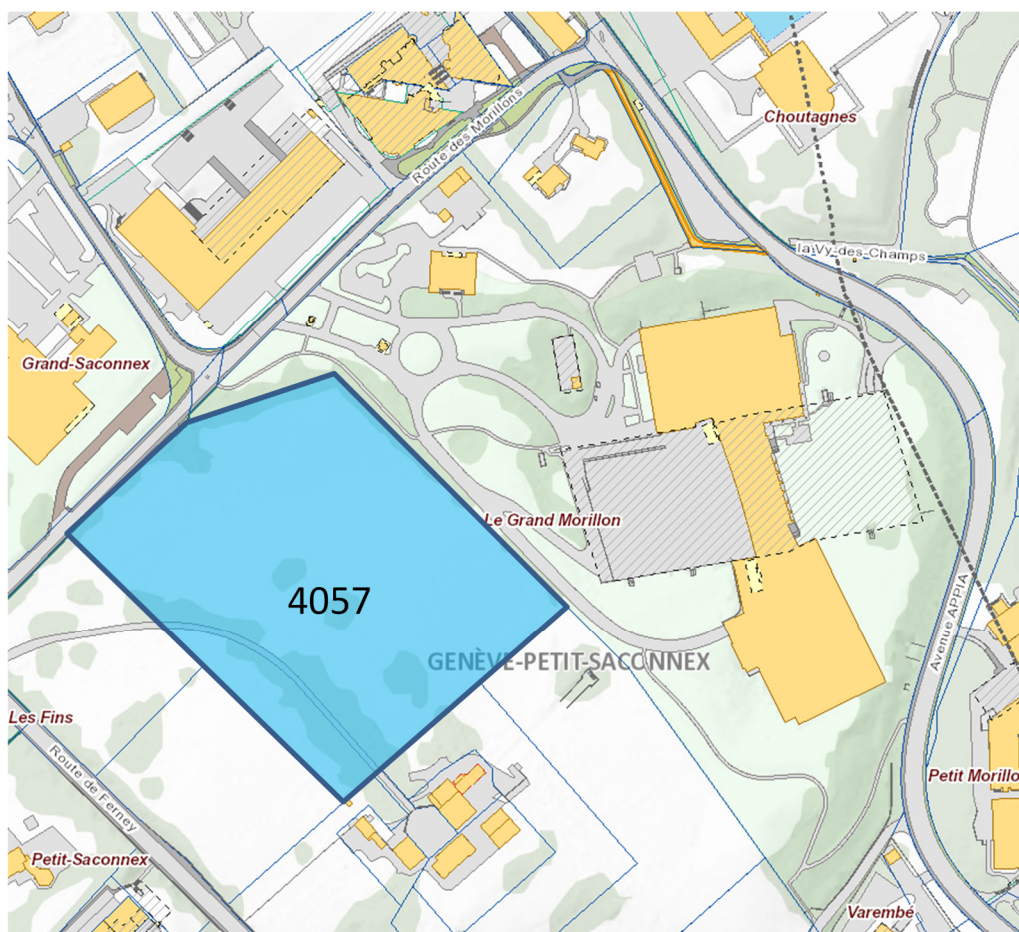 Choutagnes
Route des Morillons
la-Vy-des-Champs
Grand-Saconnex
Le Grand Morillon
4057
Avenue APPIA
GENÈVE-PETIT-SACONNEX
Les Fins
Route de Ferney
Petit Morillo
Petit-Saconnex
Varembé